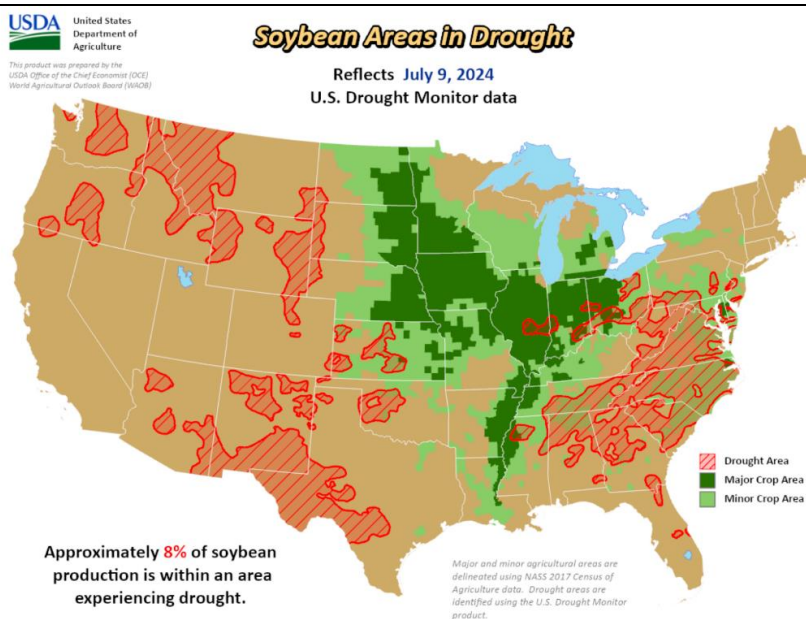 USDA
United States
Department of
Agriculture
This product was prepared by the
USDA Office of the Chief Economist (OCE)
World Agricultural Outlook Board (WAOB)
Soybean Areas in Drought
Reflects July 9, 2024
U.S. Drought Monitor data
Drought Area
Major Crop Area
Minor Crop Area
Approximately 8% of soybean
production is within an area
experiencing drought.
Major and minor agricultural areas are
delineated using NASS 2017 Census of
Agriculture data. Drought areas are
identified using the U.S. Drought Monitor
product.